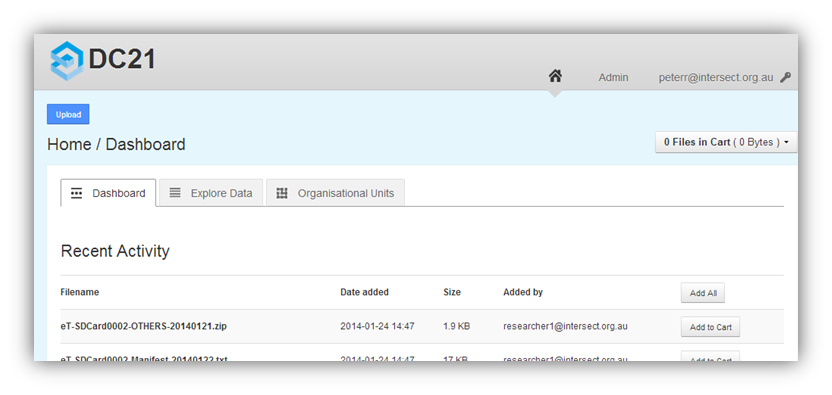 DC21
Admin peterr@intersect.org.au
Upload
Home / Dashboard
0 Files in Cart ( 0 Bytes )
Dashboard Explore Data Organisational Units
Recent Activity
Filename Date added Size Added by Add All
eT-SDCard0002-OTHERS-20140121.zip 2014-01-24 14:47 1.9 KB researcher1@intersect.org.au Add to Cart
eT-SDCard0002-Manifest-20140122.txt 2014-01-24 14:47 17 KB researcher1@intersect.org.au Add to Cart